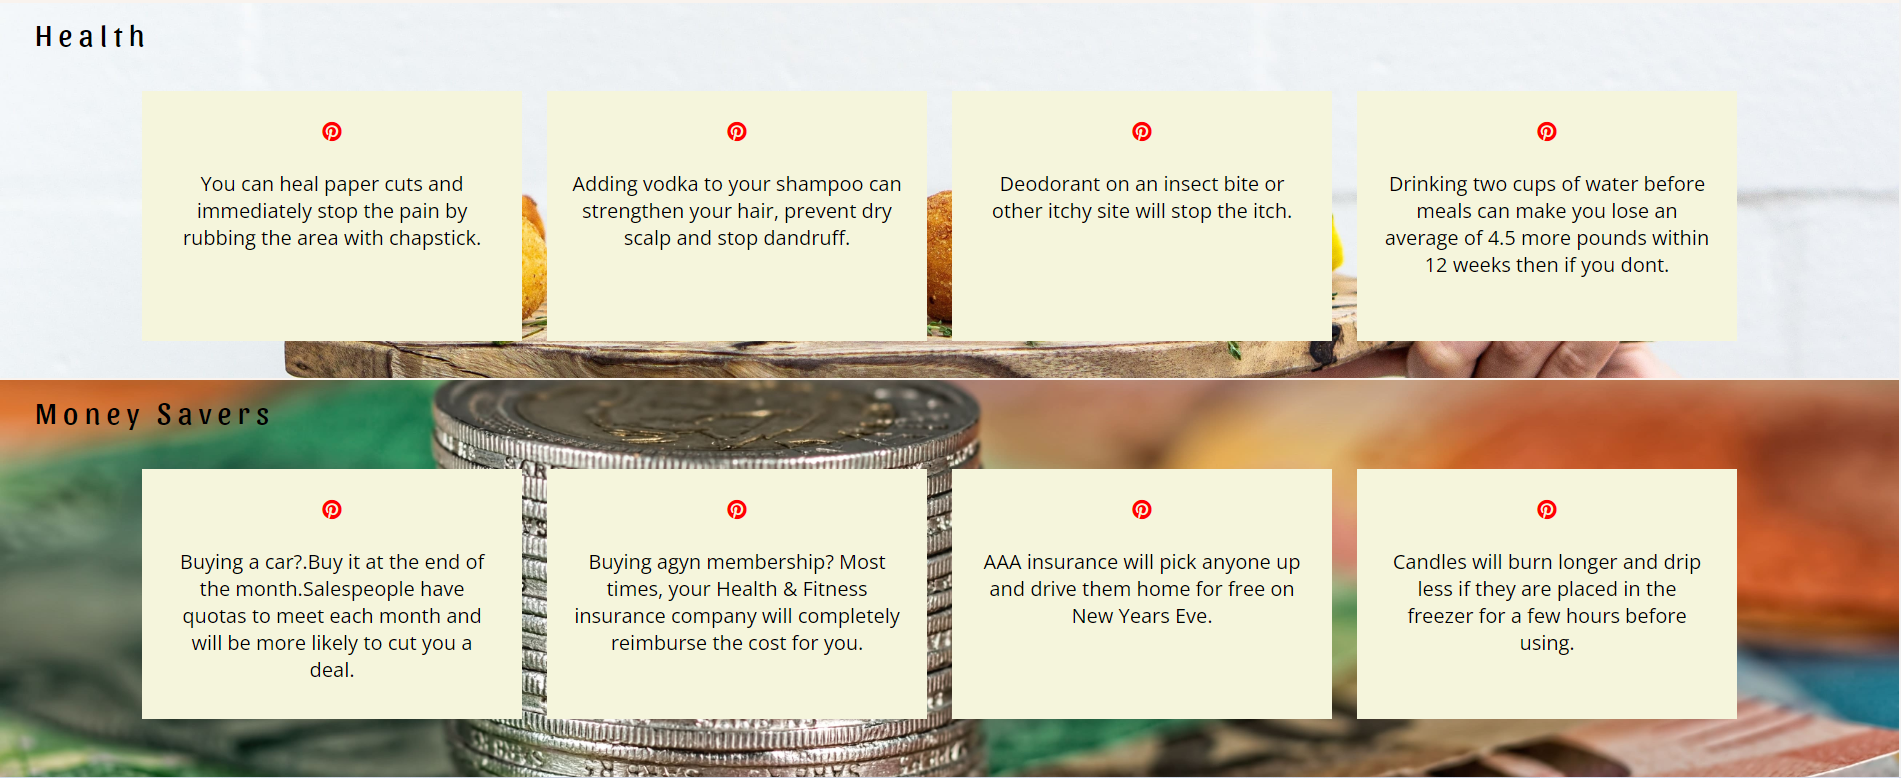 Health
You can heal paper cuts and
immediately stop the pain by
rubbing the area with chapstick.
Adding vodka to your shampoo can
strengthen your hair, prevent dry
scalp and stop dandruff.
Deodorant on an insect bite or
other itchy site will stop the itch.
Drinking two cups of water before
meals can make you lose an
average of 4.5 more pounds within
12 weeks then if you dont.
Money Savers
Buying a car?.Buy it at the end of
the month.Salespeople have
quotas to meet each month and
will be more likely to cut you a
deal.
Buying agyn membership? Most
times, your Health & Fitness
insurance company will completely
reimburse the cost for you.
AAA insurance will pick anyone up
and drive them home for free on
New Years Eve.
Candles will burn longer and drip
less if they are placed in the
freezer for a few hours before
using.